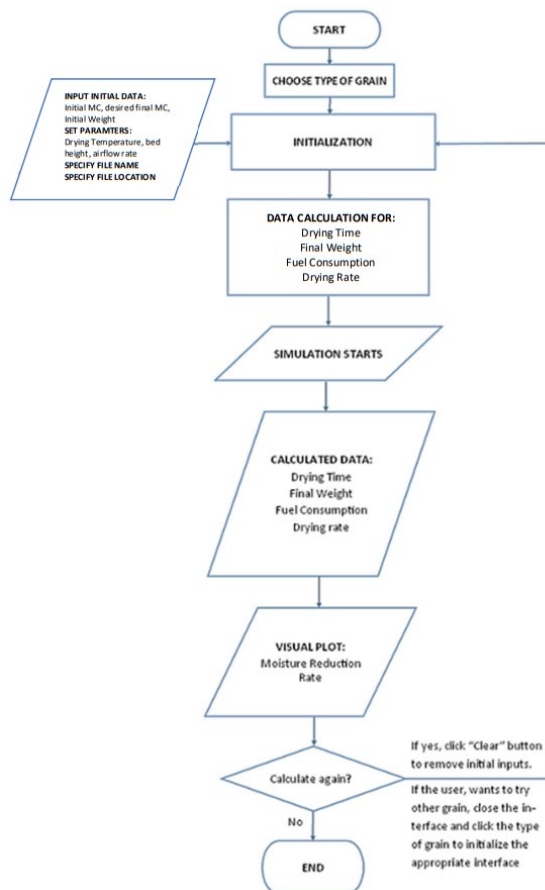 START
CHOOSE TYPE OF GRAIN
INPUT INITIAL DATA:
Initial MC, desired final MC,
Initial Weight
SET PARAMTERS:
Drying Temperature, bed
height, airflow rate
SPECIFY FILE NAME
SPECIFY FILE LOCATION
INITIALIZATION
DATA CALCULATION FOR:
Drying Time
Final Weight
Fuel Consumption
Drying Rate
SIMULATION STARTS
CALCULATED DATA:
Drying Time
Final Weight
Fuel Consumption
Drying rate
VISUAL PLOT:
Moisture Reduction
Rate
Calculate again?
If yes, click “Clear” button
to remove initial inputs.
If the user, wants to try
other grain, close the in-
terface and click the type
of grain to initialize the
appropriate interface
No
END